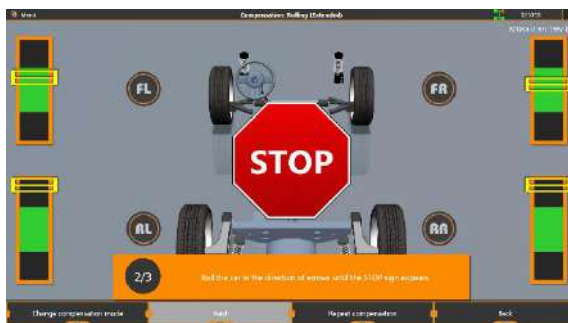 Menu
Compensation: Rolling (Extended)
FL
FR
STOP
RL
RR
2/3
Roll the car in the direction of arrows until the STOP sign appears.
Change compensation mode
Repeat compensation
Back